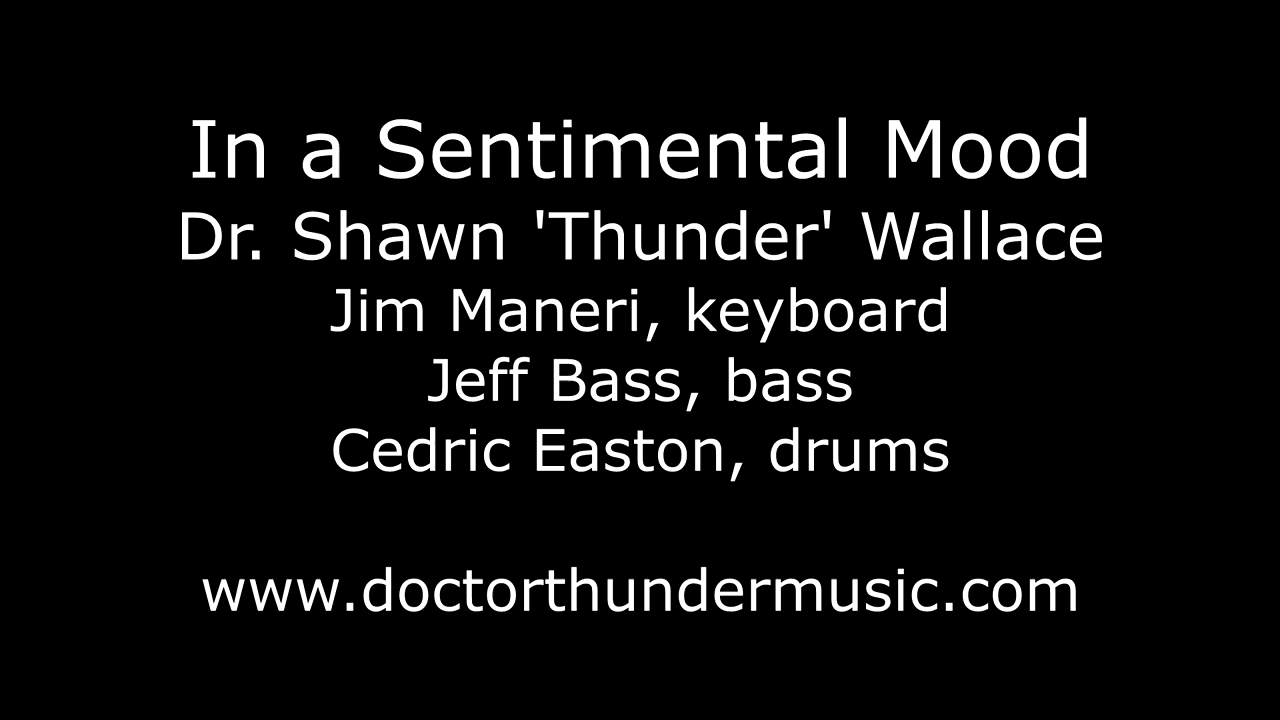 In a Sentimental Mood
Dr. Shawn 'Thunder' Wallace
Jim Maneri, keyboard
Jeff Bass, bass
Cedric Easton, drums
www.doctorthundermusic.com